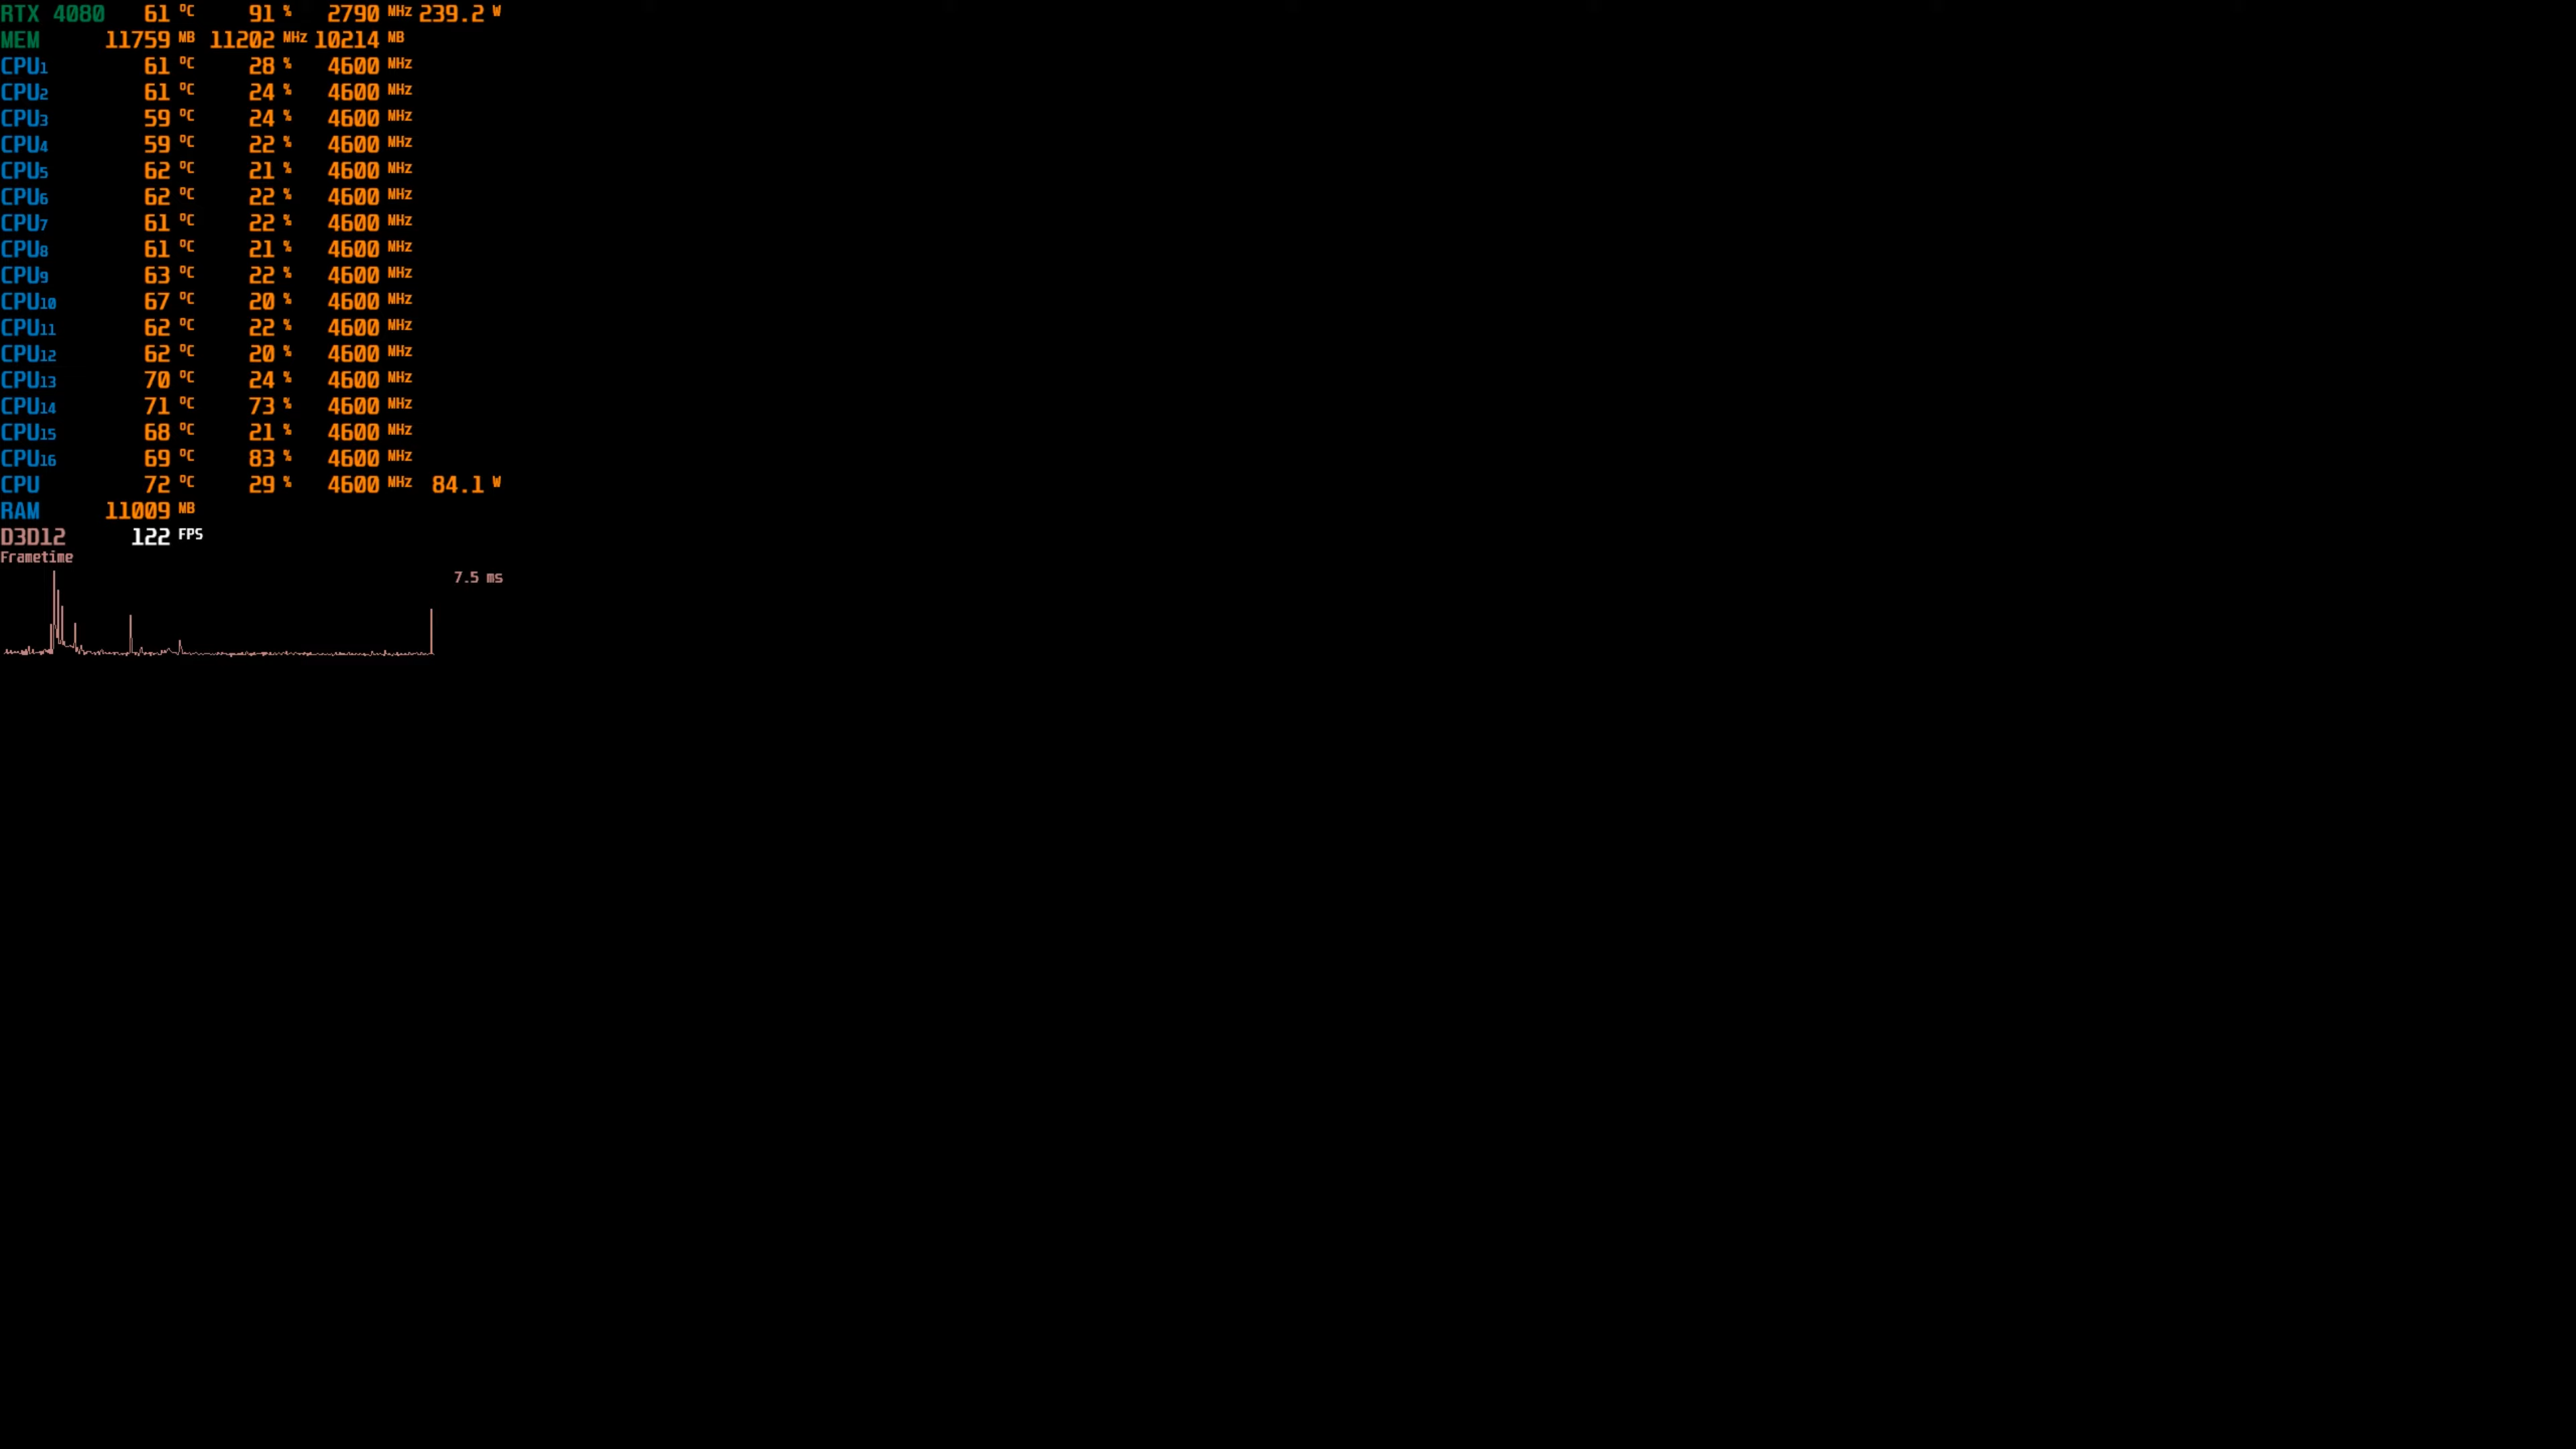 RTX 4080 61 °C 91 % 2790 MHz 239.2 W
MEM 11759 MB 11202 MHz 10214 MB
CPU1 61 °C 28 % 4600 MHz
CPU2 61 °C 24 % 4600 MHz
CPU3 59 °C 24 % 4600 MHz
CPU4 59 °C 22 % 4600 MHz
CPU5 62 °C 21 % 4600 MHz
CPU6 62 °C 22 % 4600 MHz
CPU7 61 °C 22 % 4600 MHz
CPU8 61 °C 21 % 4600 MHz
CPU9 63 °C 22 % 4600 MHz
CPU10 67 °C 20 % 4600 MHz
CPU11 62 °C 22 % 4600 MHz
CPU12 62 °C 20 % 4600 MHz
CPU13 70 °C 24 % 4600 MHz
CPU14 71 °C 73 % 4600 MHz
CPU15 68 °C 21 % 4600 MHz
CPU16 69 °C 83 % 4600 MHz
CPU 72 °C 29 % 4600 MHz 84.1 W
RAM 11009 MB
D3D12 122 FPS
Frametime
7.5 ms